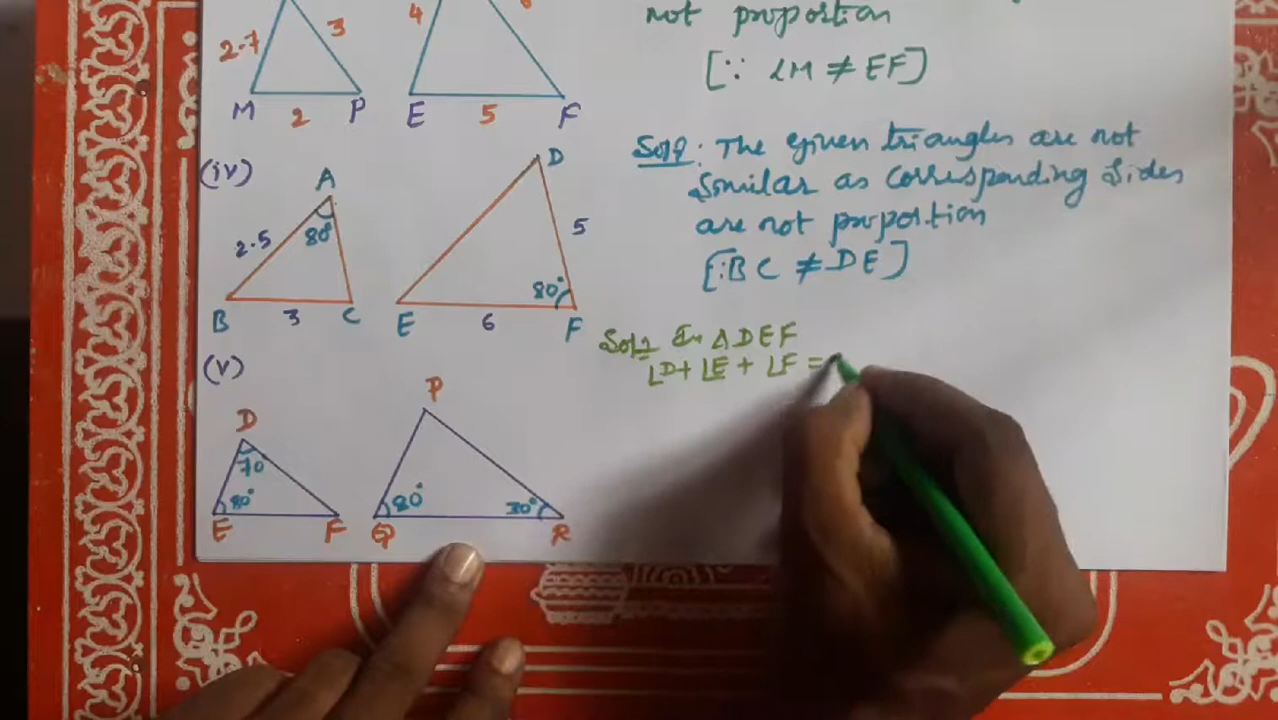 not proportion
[∵ LM ≠ EF]
2.7
3
4
M
2
P
E
5
F
(iv)
A
80°
2.5
B
3
C
D
5
80°
E
6
F
Sol?: The given triangles are not
Similar as corresponding Sides
are not proportion
[∵BC ≠ DE]
(v)
D
70
80°
E
F
P
80°
30°
Q
R
Sol? In ΔDEF
∠D+ ∠E + ∠F =